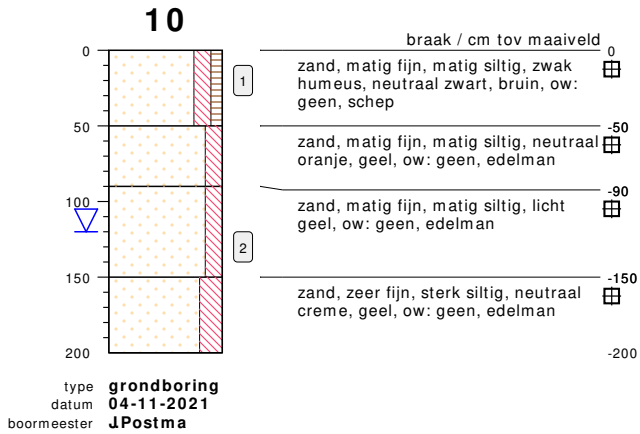 10
braak / cm tov maaiveld
0
0
zand, matig fijn, matig siltig, zwak
humeus, neutraal zwart, bruin, ow:
geen, schep
1
50
-50
zand, matig fijn, matig siltig, neutraal
oranje, geel, ow: geen, edelman
-90
100
zand, matig fijn, matig siltig, licht
geel, ow: geen, edelman
2
150
-150
zand, zeer fijn, sterk siltig, neutraal
creme, geel, ow: geen, edelman
200
-200
type grondboring
datum 04-11-2021
boormeester J.Postma